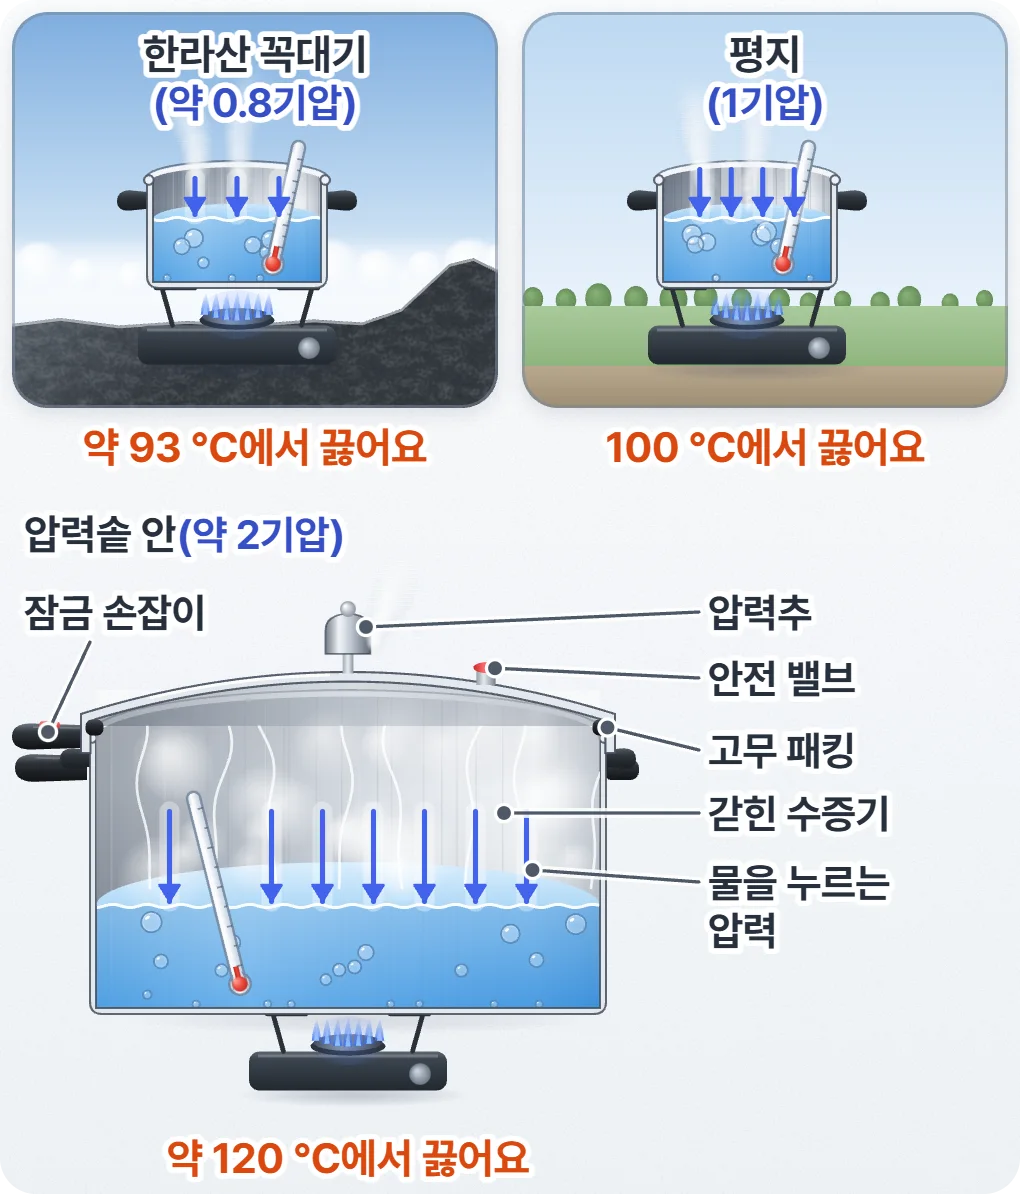 한라산 꼭대기
(약 0.8기압)
평지
(1기압)
약 93 °C에서 끓어요
100 °C에서 끓어요
압력솥 안(약 2기압)
잠금 손잡이
압력추
안전 밸브
고무 패킹
갇힌 수증기
물을 누르는
압력
약 120 °C에서 끓어요